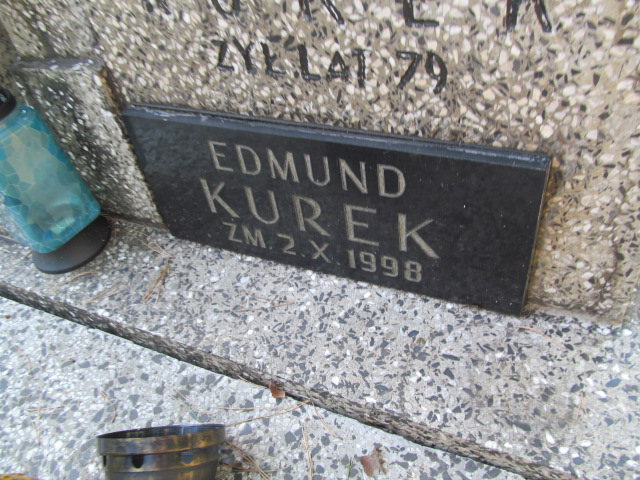 ŻYŁ LAT 79
EDMUND
KUREK
ZM. 2. X. 1998